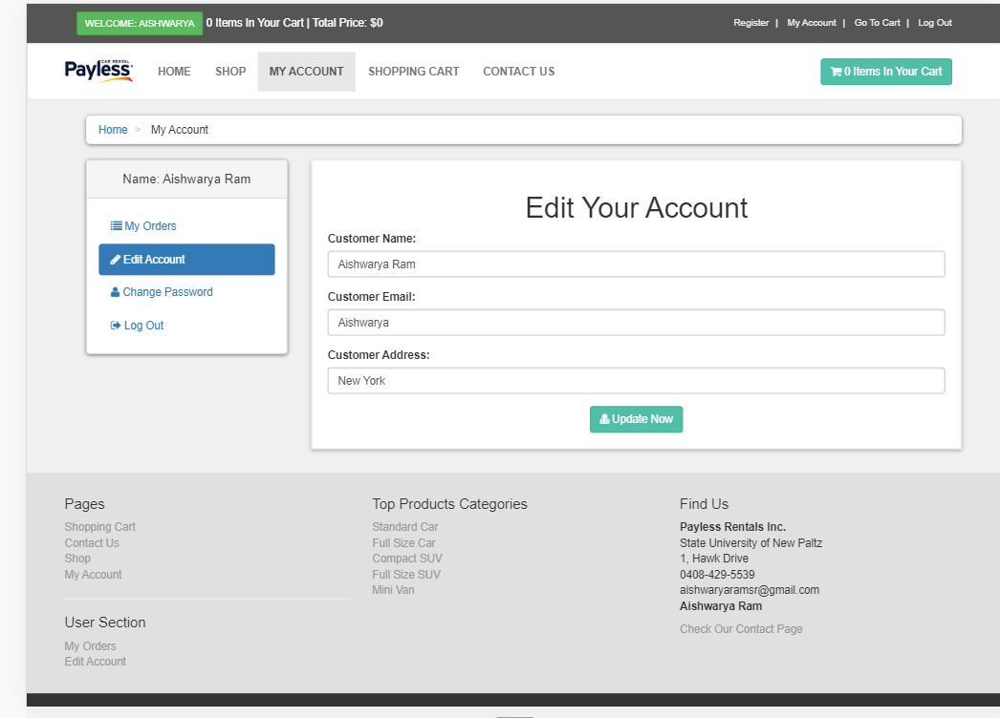 WELCOME: AISHWARYA 0 Items In Your Cart | Total Price: $0
Register | My Account | Go To Cart | Log Out
CAR RENTAL
Payless
HOME SHOP MY ACCOUNT SHOPPING CART CONTACT US
0 Items In Your Cart
Home > My Account
Name: Aishwarya Ram
My Orders
Edit Account
Change Password
Log Out
Edit Your Account
Customer Name:
Aishwarya Ram
Customer Email:
Aishwarya
Customer Address:
New York
Update Now
Pages
Shopping Cart
Contact Us
Shop
My Account
User Section
My Orders
Edit Account
Top Products Categories
Standard Car
Full Size Car
Compact SUV
Full Size SUV
Mini Van
Find Us
Payless Rentals Inc.
State University of New Paltz
1, Hawk Drive
0408-429-5539
aishwaryaramsr@gmail.com
Aishwarya Ram
Check Our Contact Page